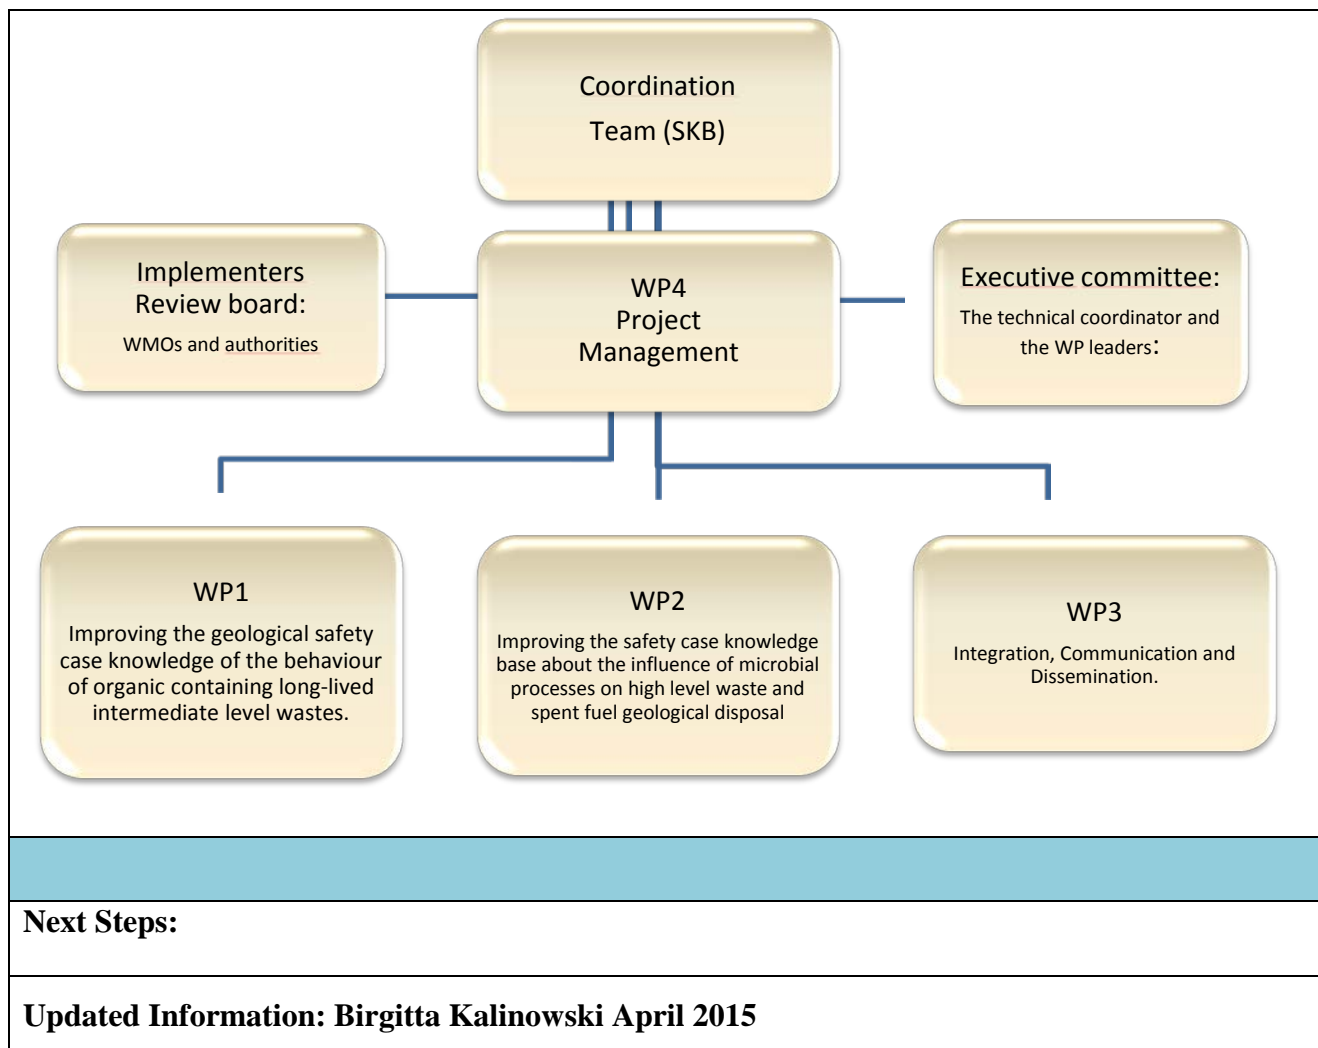 Coordination
Team (SKB)
Implementers
Review board:
WMOs and authorities
WP4
Project
Management
Executive committee:
The technical coordinator and
the WP leaders:
WP1
Improving the geological safety
case knowledge of the behaviour
of organic containing long-lived
intermediate level wastes.
WP2
Improving the safety case knowledge
base about the influence of microbial
processes on high level waste and
spent fuel geological disposal
WP3
Integration, Communication and
Dissemination.
Next Steps:
Updated Information: Birgitta Kalinowski April 2015